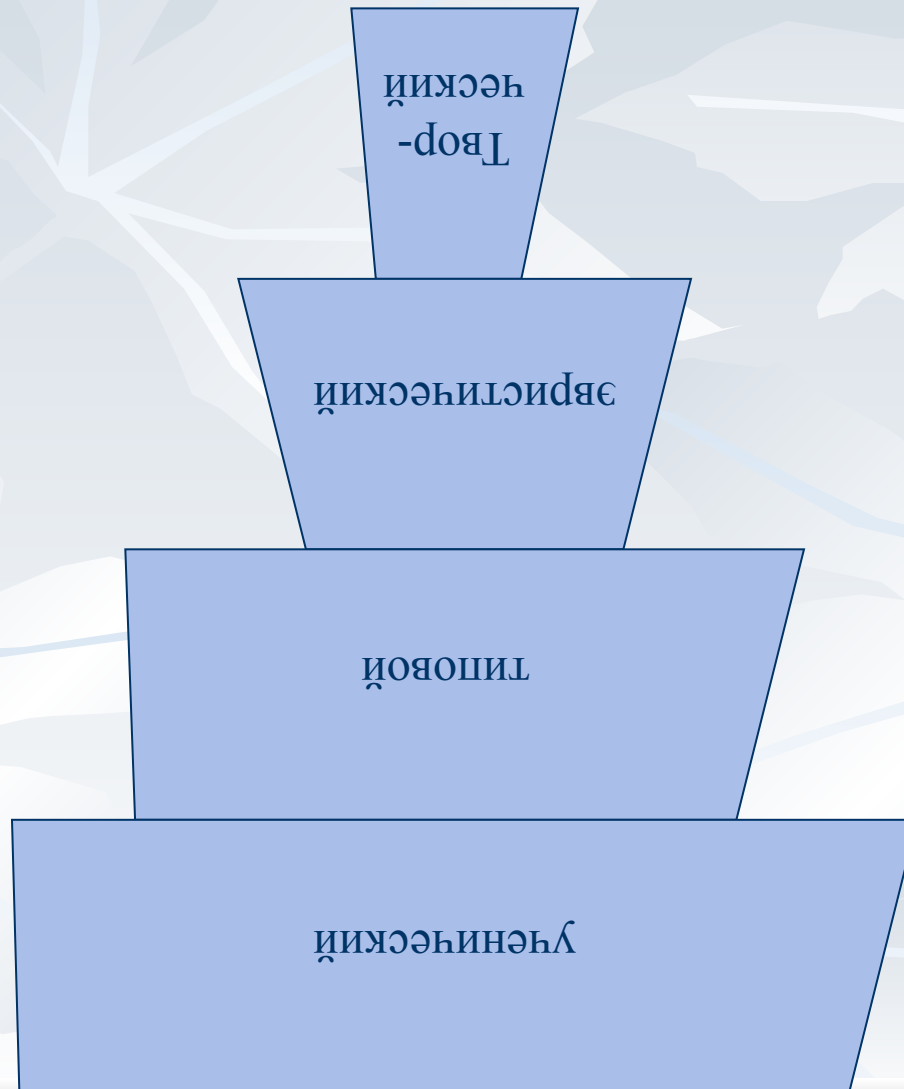 Твор-
ческий
эвристический
типовой
ученический